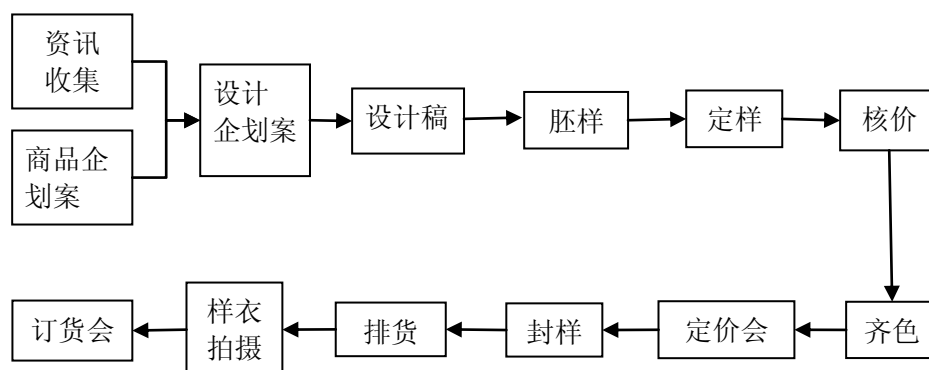 资讯
收集
商品企
划案
设计
企划案
设计稿
胚样
定样
核价
齐色
定价会
封样
排货
样衣
拍摄
订货会